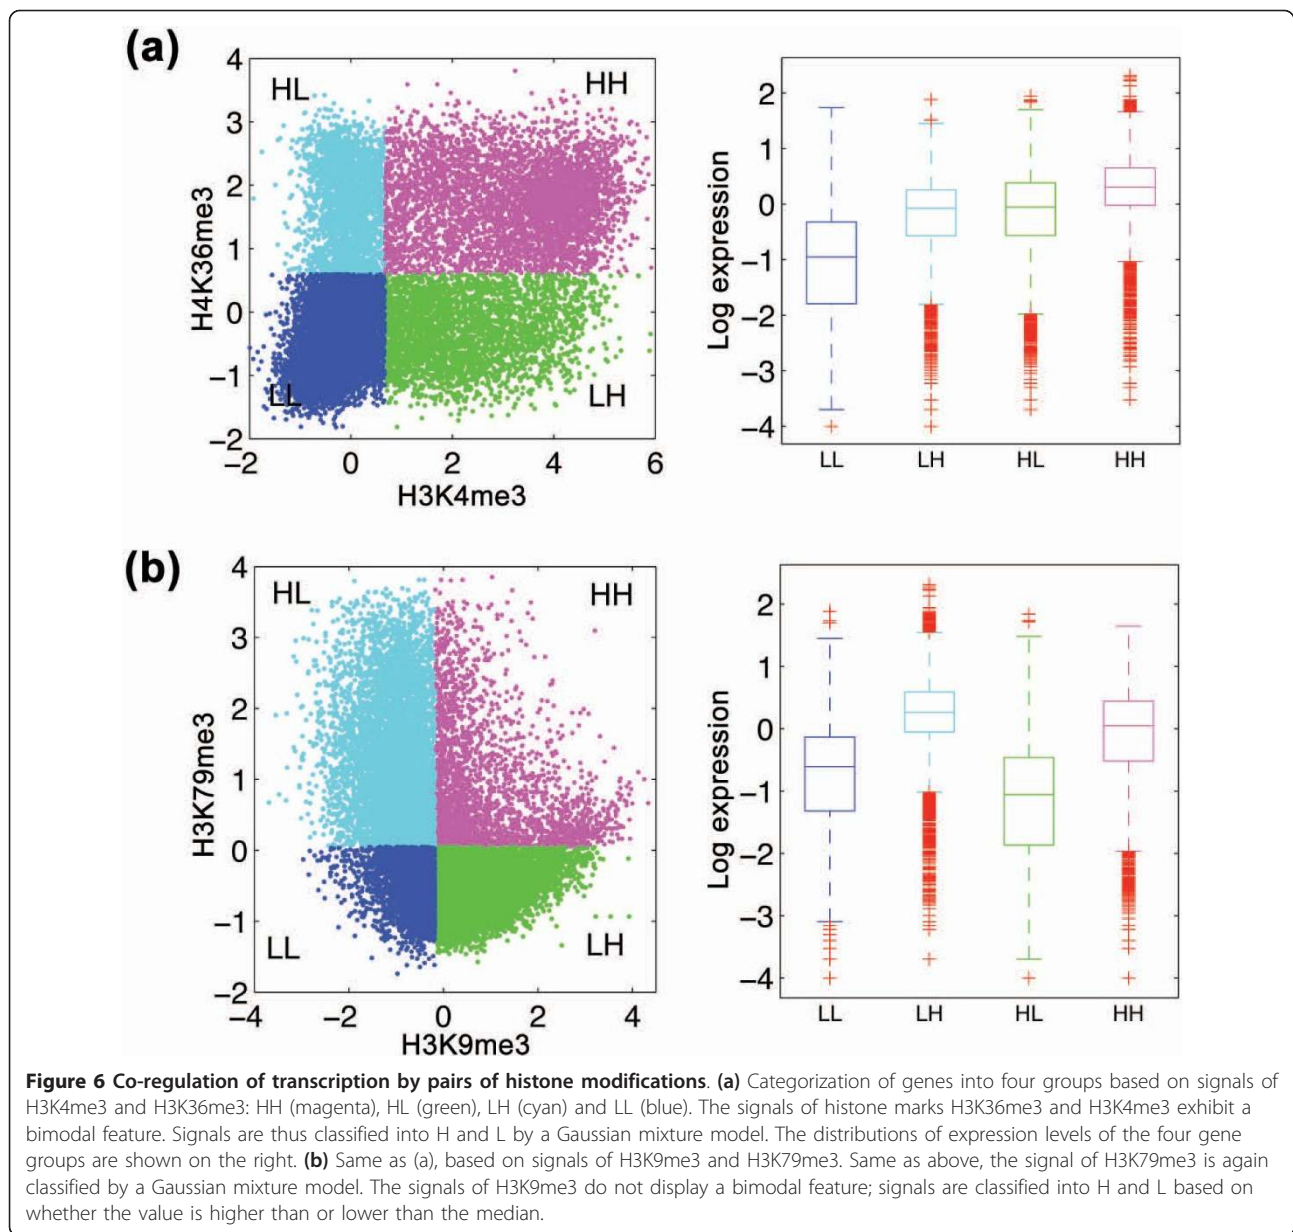 (a)
4
3
2
1
0
−1
−2
H4K36me3
HL
HH
LL
LH
−2 0 2 4 6
H3K4me3
2
1
0
−1
−2
−3
−4
Log expression
LL LH HL HH
(b)
4
3
2
1
0
−1
−2
H3K79me3
HL
HH
LL
LH
−4 −2 0 2 4
H3K9me3
2
1
0
−1
−2
−3
−4
Log expression
LL LH HL HH
Figure 6 Co-regulation of transcription by pairs of histone modifications. (a) Categorization of genes into four groups based on signals of
H3K4me3 and H3K36me3: HH (magenta), HL (green), LH (cyan) and LL (blue). The signals of histone marks H3K36me3 and H3K4me3 exhibit a
bimodal feature. Signals are thus classified into H and L by a Gaussian mixture model. The distributions of expression levels of the four gene
groups are shown on the right. (b) Same as (a), based on signals of H3K9me3 and H3K79me3. Same as above, the signal of H3K79me3 is again
classified by a Gaussian mixture model. The signals of H3K9me3 do not display a bimodal feature; signals are classified into H and L based on
whether the value is higher than or lower than the median.